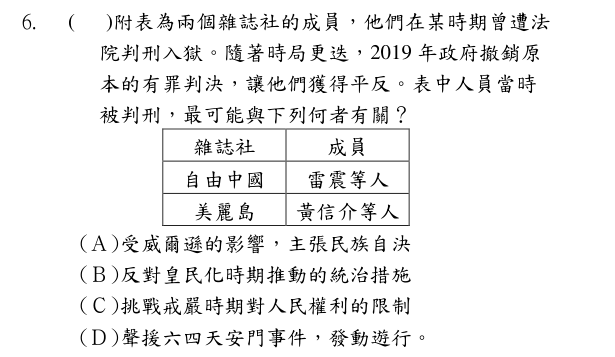 6. ( )附表為兩個雜誌社的成員，他們在某時期曾遭法
院判刑入獄。隨著時局更迭，2019 年政府撤銷原
本的有罪判決，讓他們獲得平反。表中人員當時
被判刑，最可能與下列何者有關？
雜誌社 成員
自由中國 雷震等人
美麗島 黃信介等人
（A）受威爾遜的影響，主張民族自決
（B）反對皇民化時期推動的統治措施
（C）挑戰戒嚴時期對人民權利的限制
（D）聲援六四天安門事件，發動遊行。